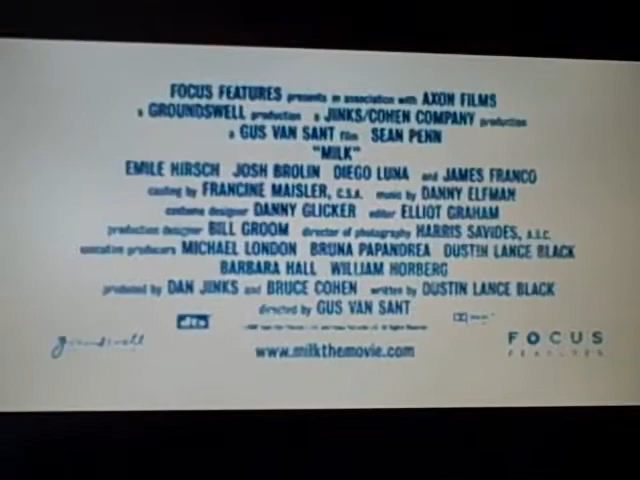 FOCUS FEATURES presents in association with AXON FILMS
a GROUNDSWELL production a JINKS/COHEN COMPANY production
a GUS VAN SANT Film SEAN PENN
"MILK"
EMILE HIRSCH JOSH BROLIN DIEGO LUNA and JAMES FRANCO
casting by FRANCINE MAISLER, C.S.A. music by DANNY ELFMAN
costume designer DANNY GLICKER editor ELLIOT GRAHAM
production designer BILL GROOM director of photography HARRIS SAVIDES, A.S.C.
executive producers MICHAEL LONDON BRUNA PAPANDREA DUSTIN LANCE BLACK
BARBARA HALL WILLIAM HORBERG
produced by DAN JINKS and BRUCE COHEN written by DUSTIN LANCE BLACK
directed by GUS VAN SANT
dts
groundswell
www.milkthemovie.com
FOCUS
FEATURES